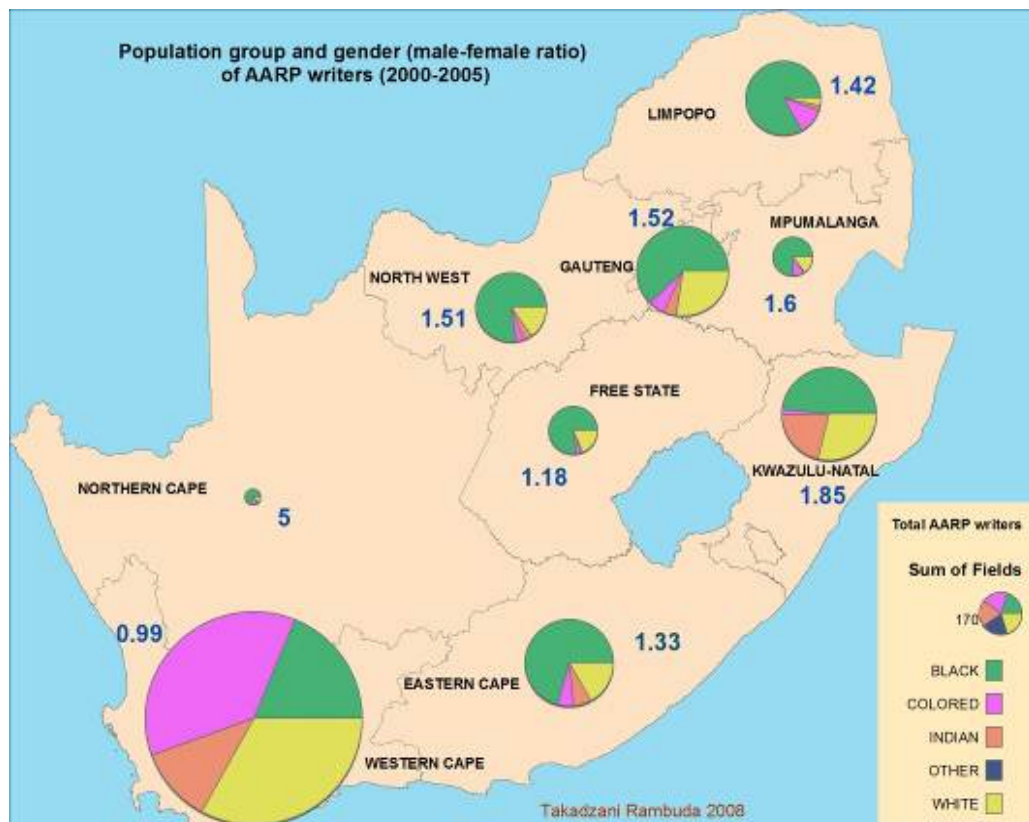 Population group and gender (male-female ratio)
of AARP writers (2000-2005)
1.42
LIMPOPO
1.52
MPUMALANGA
GAUTENG
NORTH WEST
1.51
1.6
FREE STATE
1.18
KWAZULU-NATAL
1.85
NORTHERN CAPE
5
0.99
1.33
EASTERN CAPE
WESTERN CAPE
Total AARP writers
Sum of Fields
170
BLACK
COLORED
INDIAN
OTHER
WHITE
Takadzani Rambuda 2008